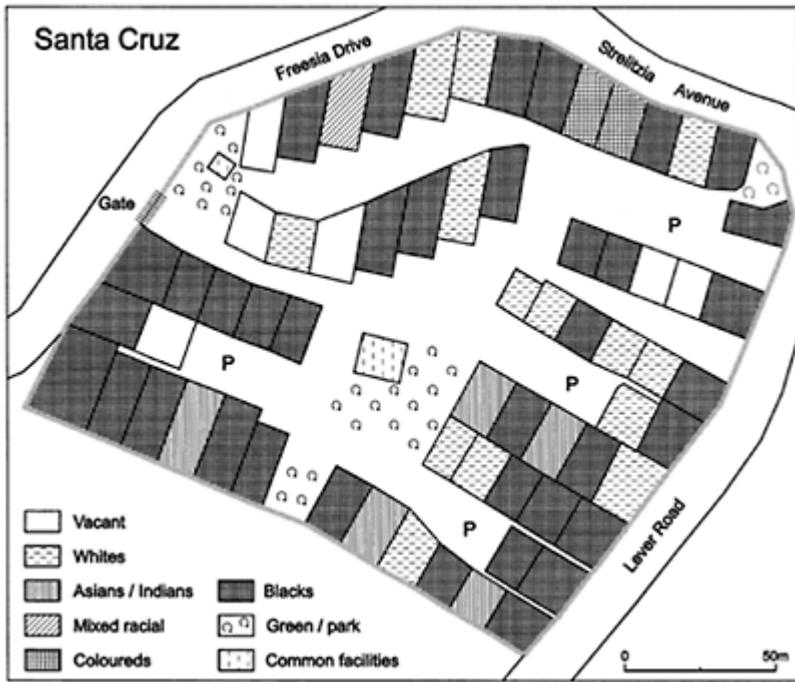 Santa Cruz
Freesia Drive
Strelitzia Avenue
Gate
P
P
P
P
Lever Road
Vacant
Whites
Asians / Indians
Blacks
Mixed racial
Green / park
Coloureds
Common facilities
0 50m